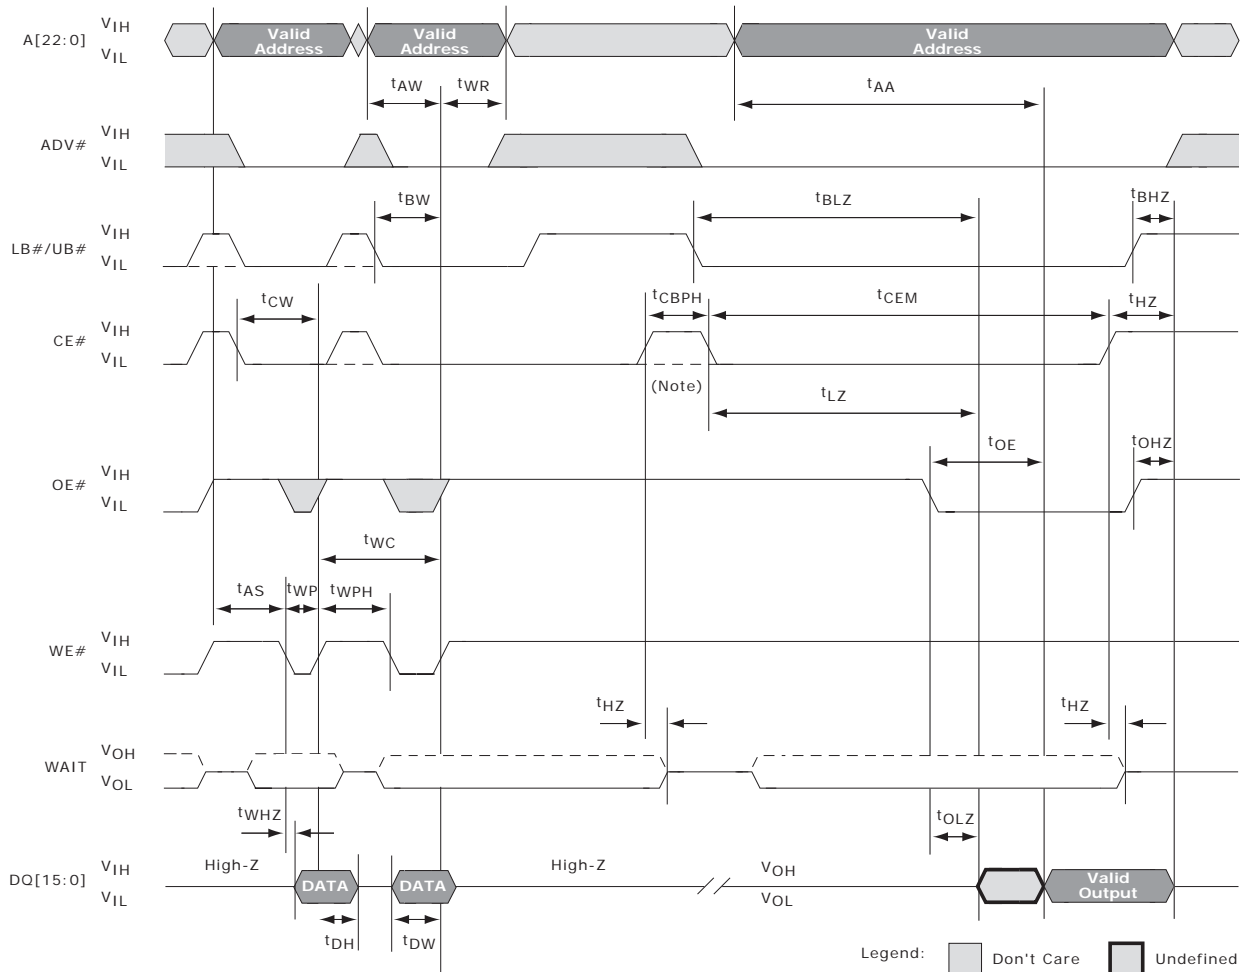 A[22:0] VIH VIL
Valid Address
Valid Address
Valid Address
tAW
tWR
tAA
ADV# VIH VIL
tBW
tBLZ
tBHZ
LB#/UB# VIH VIL
tCW
tCBPH
tCEM
tHZ
CE# VIH VIL
(Note)
tLZ
tOE
tOHZ
OE# VIH VIL
tWC
tAS
tWP
tWPH
WE# VIH VIL
tHZ
tHZ
WAIT VOH VOL
tWHZ
tOLZ
DQ[15:0] VIH VIL
High-Z
DATA
DATA
High-Z
VOH
VOL
Valid Output
tDH
tDW
Legend:
Don't Care
Undefined